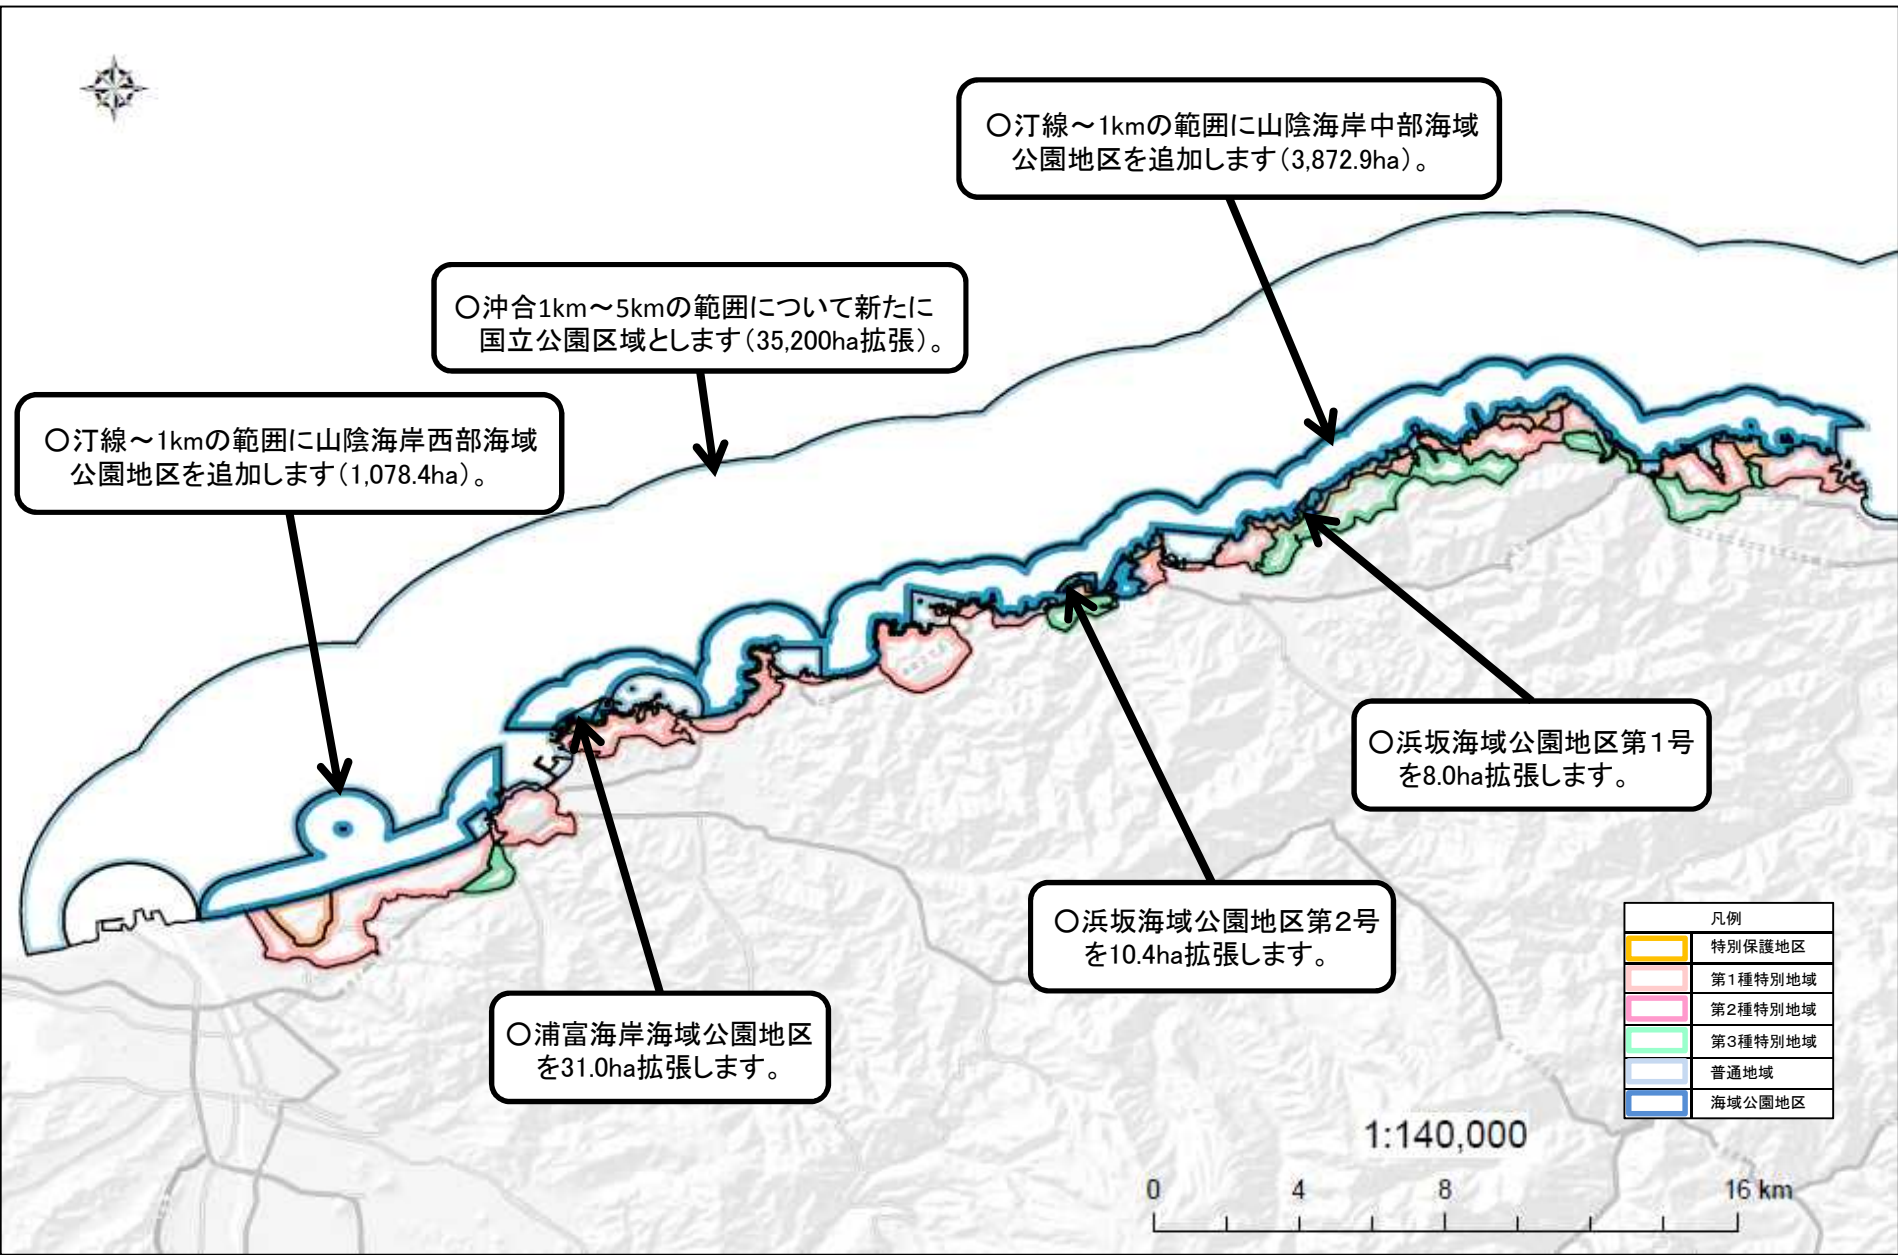 ○汀線～1kmの範囲に山陰海岸中部海域
公園地区を追加します（3,872.9ha）。
○沖合1km～5kmの範囲について新たに
国立公園区域とします（35,200ha拡張）。
○汀線～1kmの範囲に山陰海岸西部海域
公園地区を追加します（1,078.4ha）。
○浜坂海域公園地区第１号
を8.0ha拡張します。
○浜坂海域公園地区第２号
を10.4ha拡張します。
○浦富海岸海域公園地区
を31.0ha拡張します。
凡例
特別保護地区
第１種特別地域
第２種特別地域
第３種特別地域
普通地域
海域公園地区
1:140,000
0 4 8 16 km